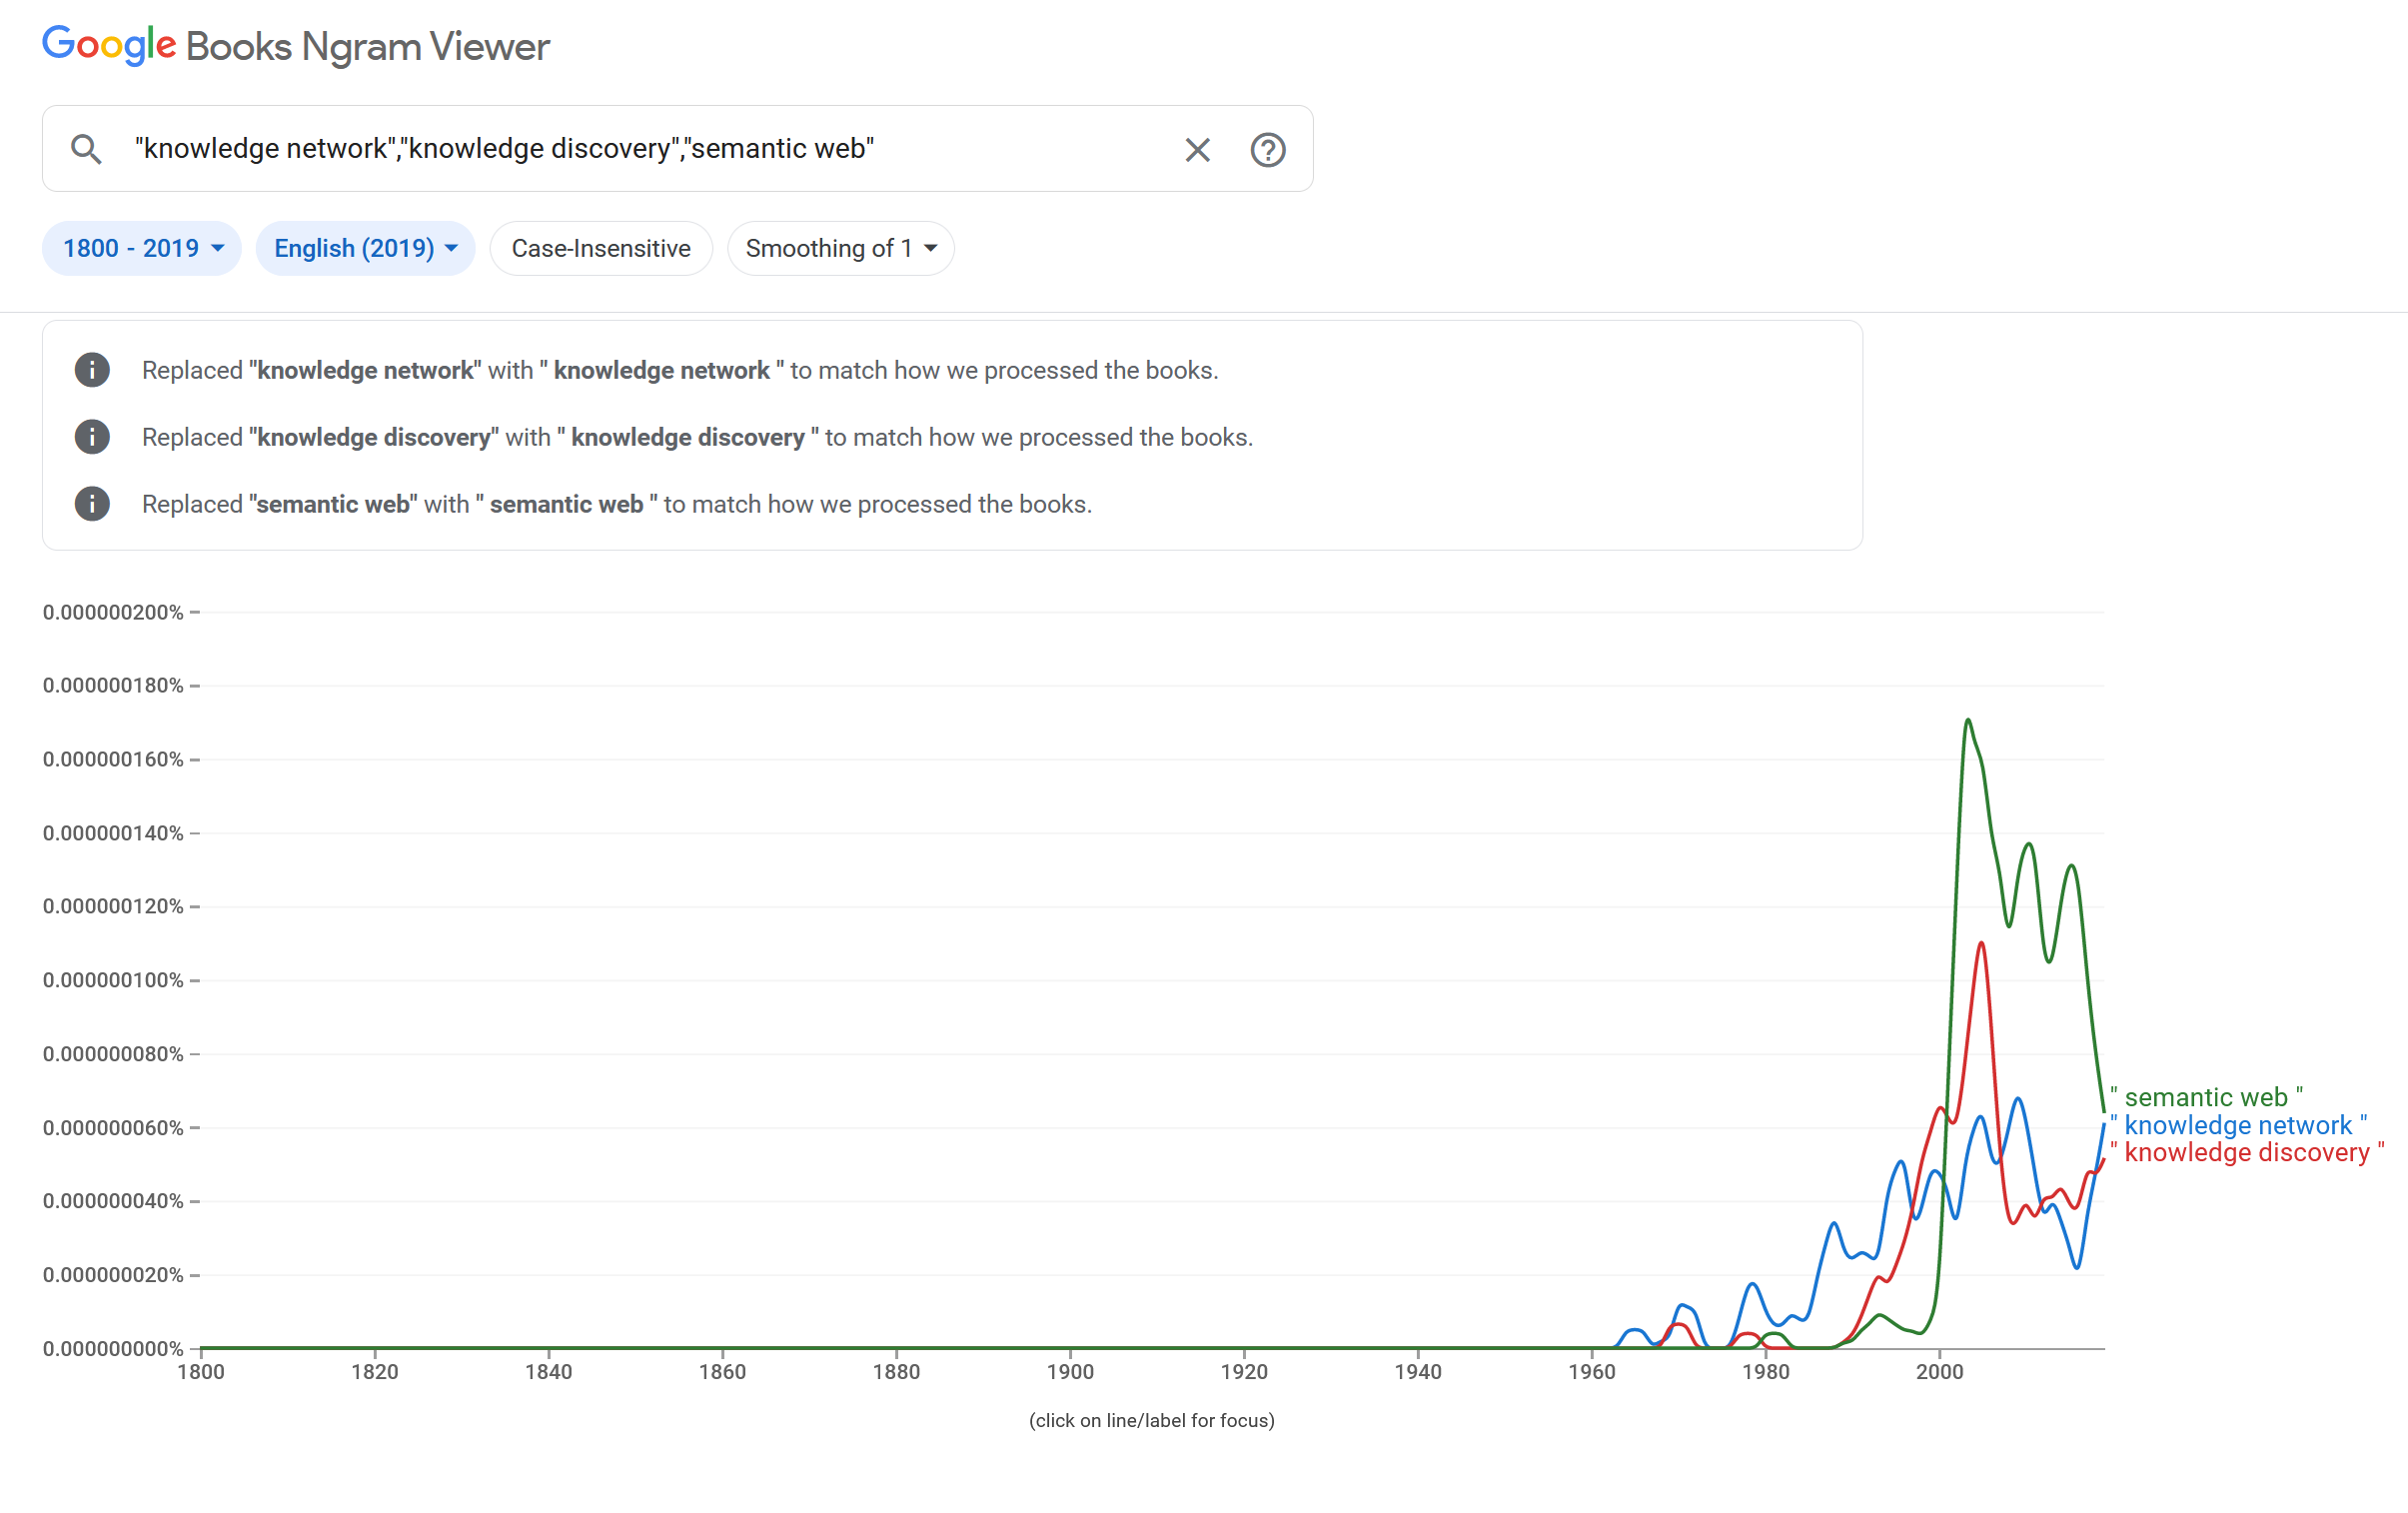 Google Books Ngram Viewer
"knowledge network","knowledge discovery","semantic web"
1800 - 2019 English (2019) Case-Insensitive Smoothing of 1
Replaced "knowledge network" with " knowledge network " to match how we processed the books.
Replaced "knowledge discovery" with " knowledge discovery " to match how we processed the books.
Replaced "semantic web" with " semantic web " to match how we processed the books.
0.000000200%
0.000000180%
0.000000160%
0.000000140%
0.000000120%
0.000000100%
0.000000080%
0.000000060%
0.000000040%
0.000000020%
0.000000000%
" semantic web "
" knowledge network "
" knowledge discovery "
1800 1820 1840 1860 1880 1900 1920 1940 1960 1980 2000
(click on line/label for focus)